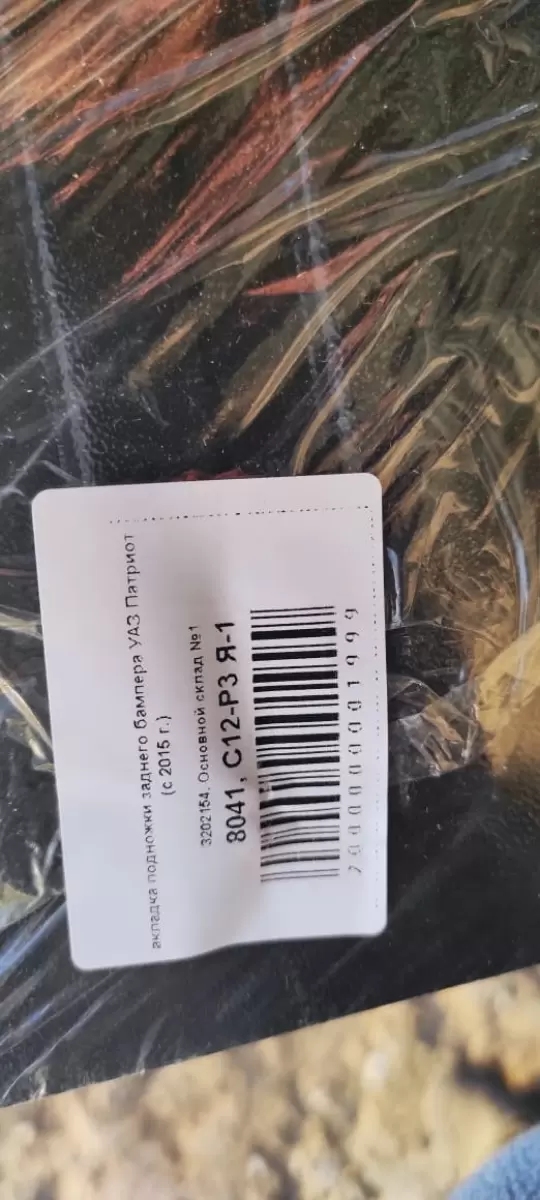 акладка подножки заднего бампера УАЗ Патриот
(с 2015 г.)
3202154, Основной склад №1
8041, С12-Р3 Я-1
2000000001999